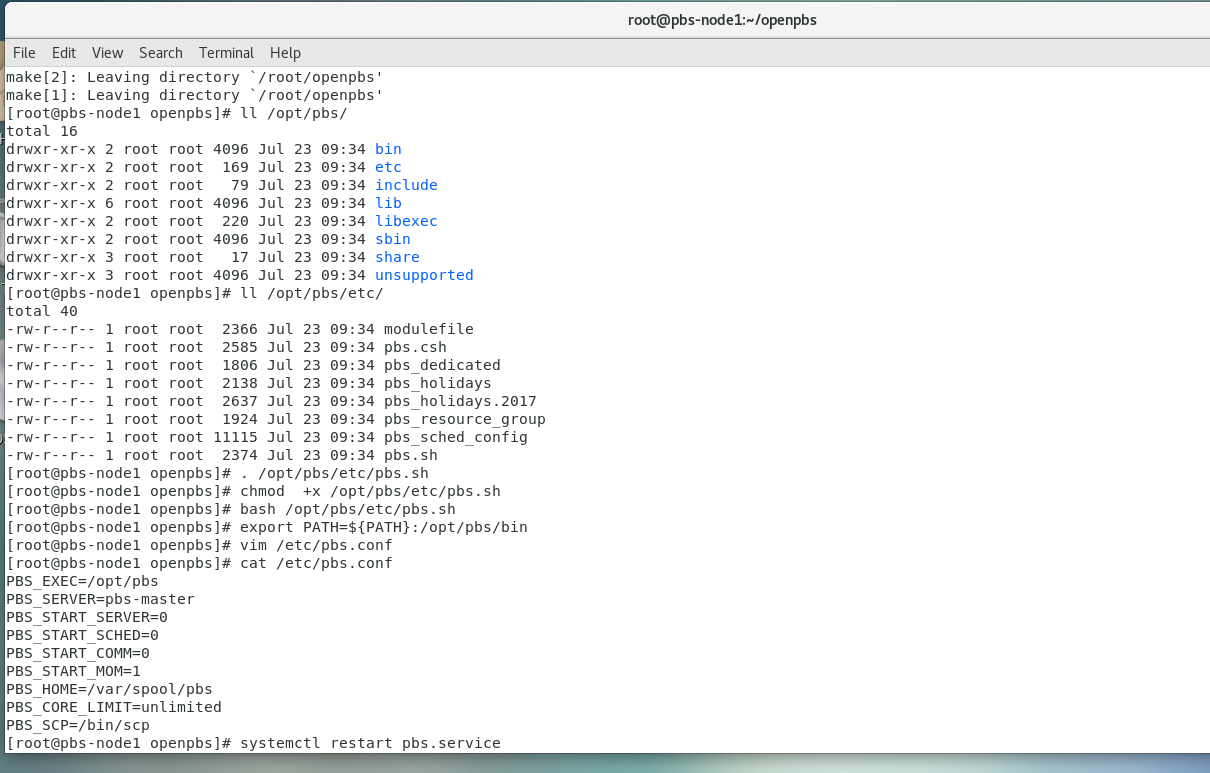 root@pbs-node1:~/openpbs
File Edit View Search Terminal Help
make[2]: Leaving directory `/root/openpbs'
make[1]: Leaving directory `/root/openpbs'
[root@pbs-node1 openpbs]# ll /opt/pbs/
total 16
drwxr-xr-x 2 root root 4096 Jul 23 09:34 bin
drwxr-xr-x 2 root root  169 Jul 23 09:34 etc
drwxr-xr-x 2 root root   79 Jul 23 09:34 include
drwxr-xr-x 6 root root 4096 Jul 23 09:34 lib
drwxr-xr-x 2 root root  220 Jul 23 09:34 libexec
drwxr-xr-x 2 root root 4096 Jul 23 09:34 sbin
drwxr-xr-x 3 root root   17 Jul 23 09:34 share
drwxr-xr-x 3 root root 4096 Jul 23 09:34 unsupported
[root@pbs-node1 openpbs]# ll /opt/pbs/etc/
total 40
-rw-r--r-- 1 root root  2366 Jul 23 09:34 modulefile
-rw-r--r-- 1 root root  2585 Jul 23 09:34 pbs.csh
-rw-r--r-- 1 root root  1806 Jul 23 09:34 pbs_dedicated
-rw-r--r-- 1 root root  2138 Jul 23 09:34 pbs_holidays
-rw-r--r-- 1 root root  2637 Jul 23 09:34 pbs_holidays.2017
-rw-r--r-- 1 root root  1924 Jul 23 09:34 pbs_resource_group
-rw-r--r-- 1 root root 11115 Jul 23 09:34 pbs_sched_config
-rw-r--r-- 1 root root  2374 Jul 23 09:34 pbs.sh
[root@pbs-node1 openpbs]# . /opt/pbs/etc/pbs.sh
[root@pbs-node1 openpbs]# chmod  +x /opt/pbs/etc/pbs.sh
[root@pbs-node1 openpbs]# bash /opt/pbs/etc/pbs.sh
[root@pbs-node1 openpbs]# export PATH=${PATH}:/opt/pbs/bin
[root@pbs-node1 openpbs]# vim /etc/pbs.conf
[root@pbs-node1 openpbs]# cat /etc/pbs.conf
PBS_EXEC=/opt/pbs
PBS_SERVER=pbs-master
PBS_START_SERVER=0
PBS_START_SCHED=0
PBS_START_COMM=0
PBS_START_MOM=1
PBS_HOME=/var/spool/pbs
PBS_CORE_LIMIT=unlimited
PBS_SCP=/bin/scp
[root@pbs-node1 openpbs]# systemctl restart pbs.service